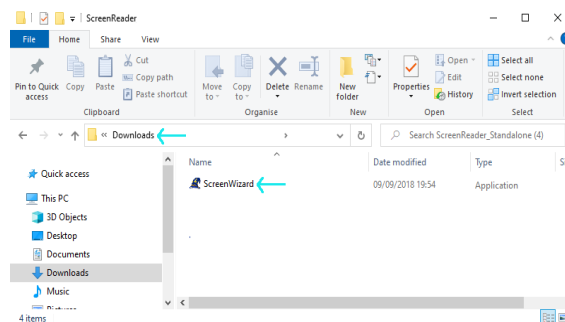 ScreenReader
File Home Share View
Pin to Quick access
Copy
Paste
Cut
Copy path
Paste shortcut
Clipboard
Move to
Copy to
Delete
Rename
Organise
New folder
New
Properties
Open
Edit
History
Open
Select all
Select none
Invert selection
Select
« Downloads
Search ScreenReader_Standalone (4)
Name Date modified Type S
Quick access
This PC
3D Objects
Desktop
Documents
Downloads
Music
ScreenWizard 09/09/2018 19:54 Application
4 items